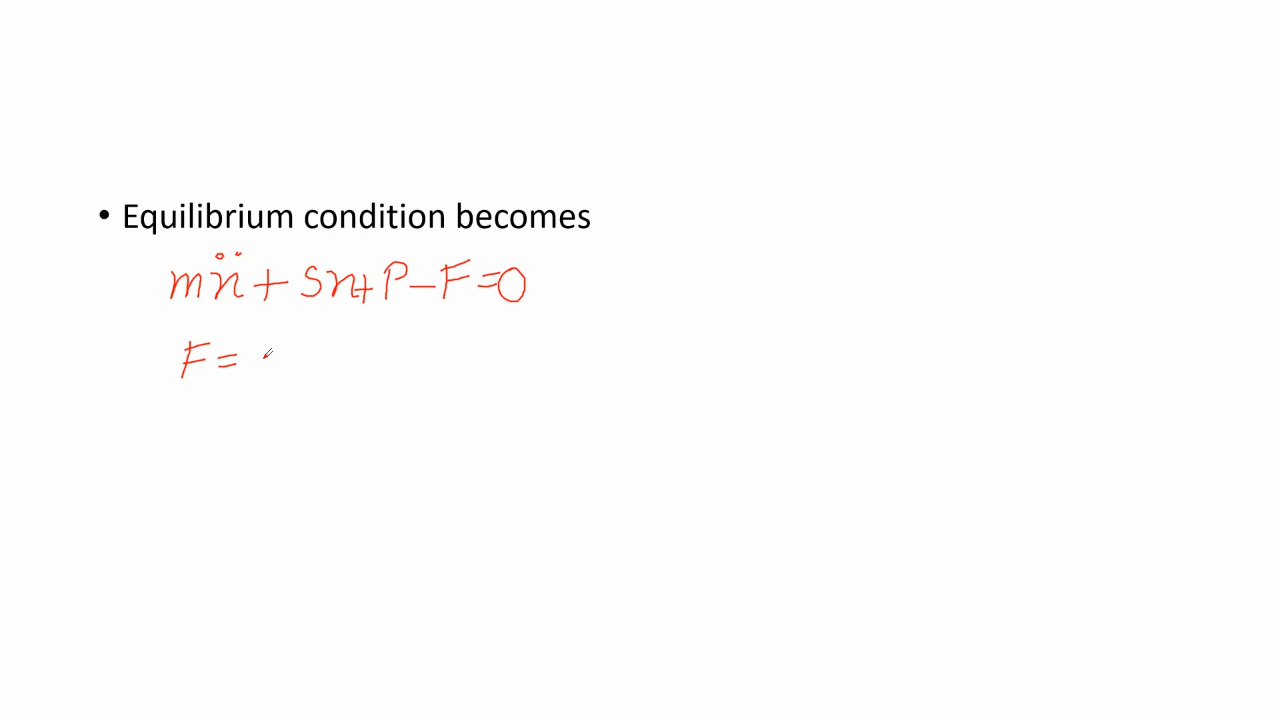 • Equilibrium condition becomes
mẍ + Sx + P - F = 0
F =